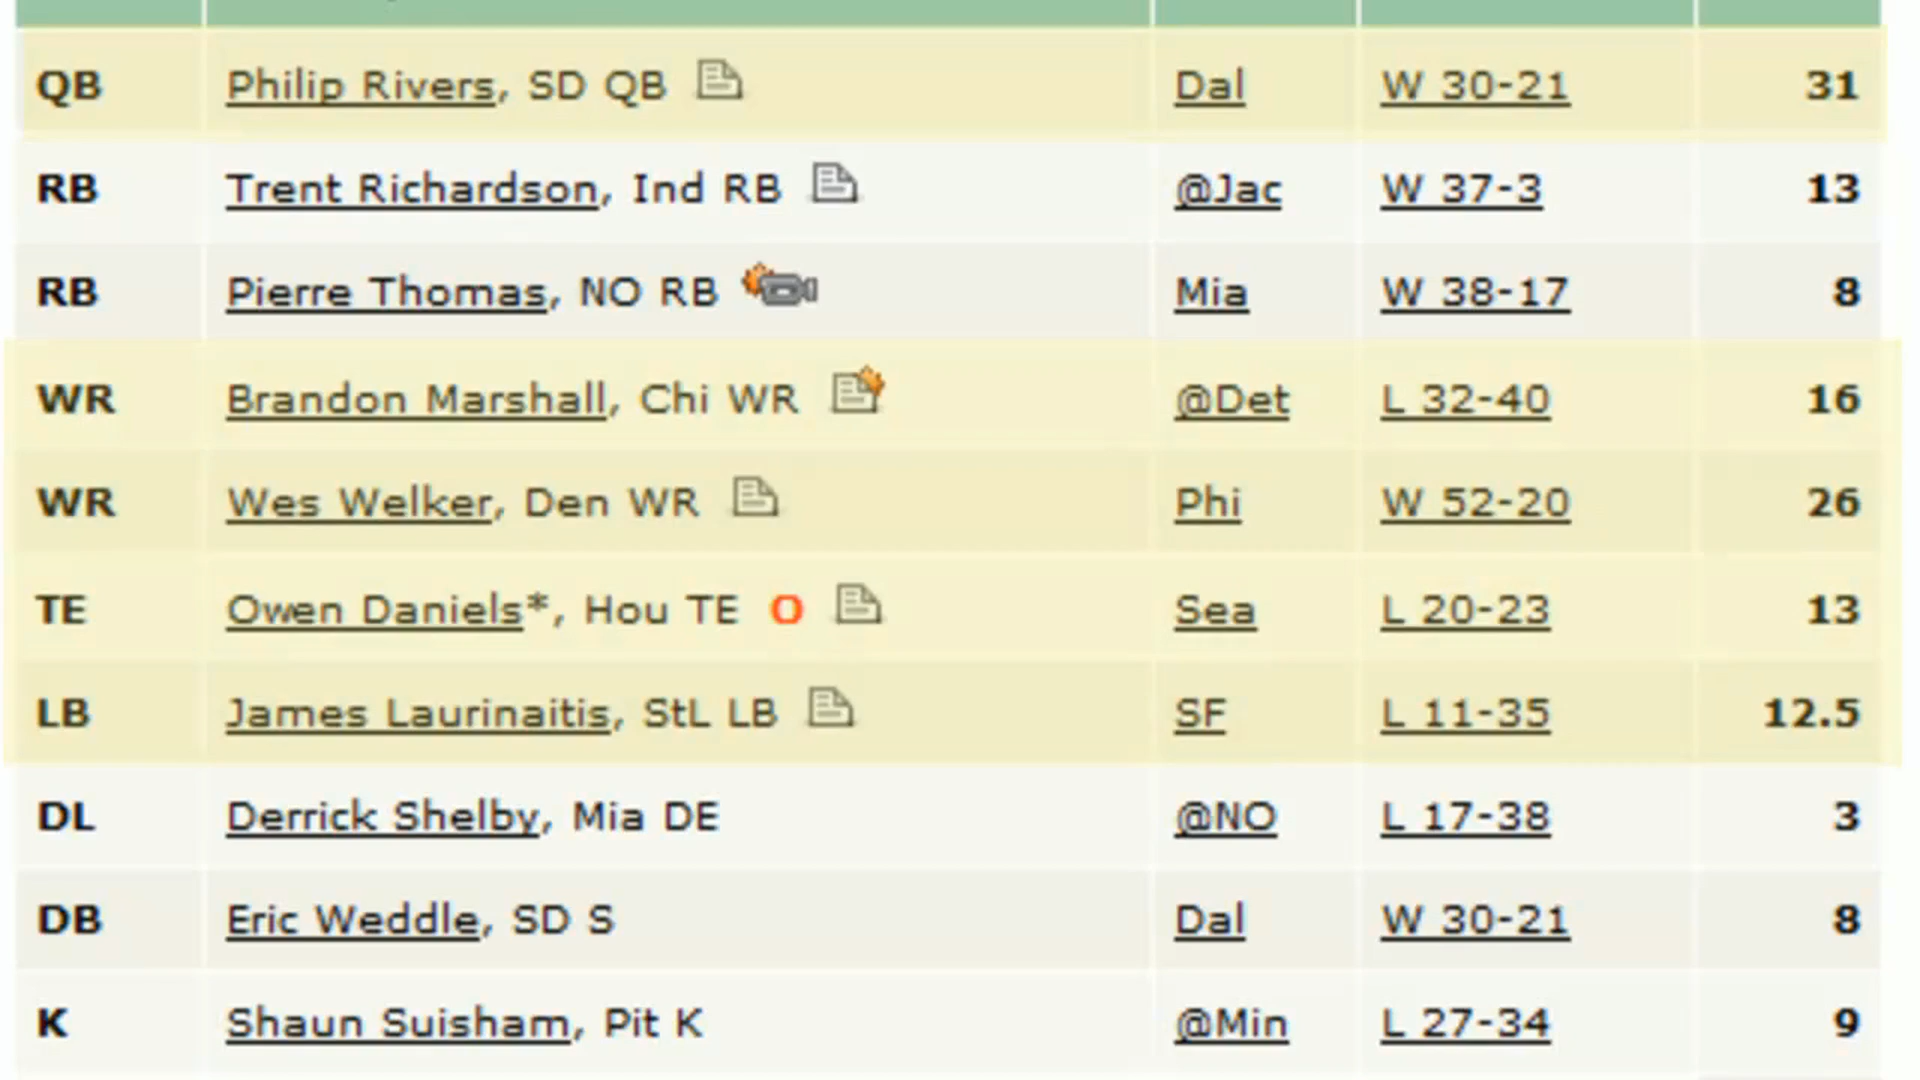 QB Philip Rivers, SD QB Dal W 30-21 31
RB Trent Richardson, Ind RB @Jac W 37-3 13
RB Pierre Thomas, NO RB Mia W 38-17 8
WR Brandon Marshall, Chi WR @Det L 32-40 16
WR Wes Welker, Den WR Phi W 52-20 26
TE Owen Daniels*, Hou TE O Sea L 20-23 13
LB James Laurinaitis, StL LB SF L 11-35 12.5
DL Derrick Shelby, Mia DE @NO L 17-38 3
DB Eric Weddle, SD S Dal W 30-21 8
K Shaun Suisham, Pit K @Min L 27-34 9